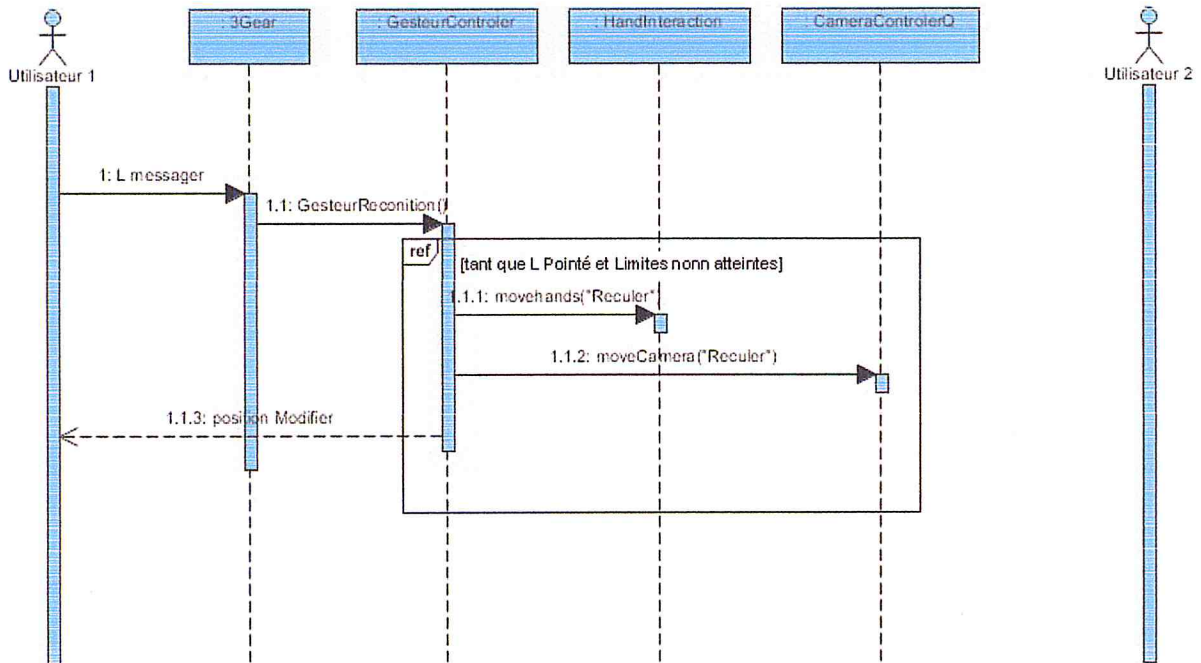 : 3Gear
: GesteurControler
: HandInteraction
: CameraControlerQ
Utilisateur 1
Utilisateur 2
1: L messager
1.1: GesteurReconition()
ref
[tant que L Pointé et Limites nonn atteintes]
1.1.1: movehands("Reculer")
1.1.2: moveCamera("Reculer")
1.1.3: position Modifier